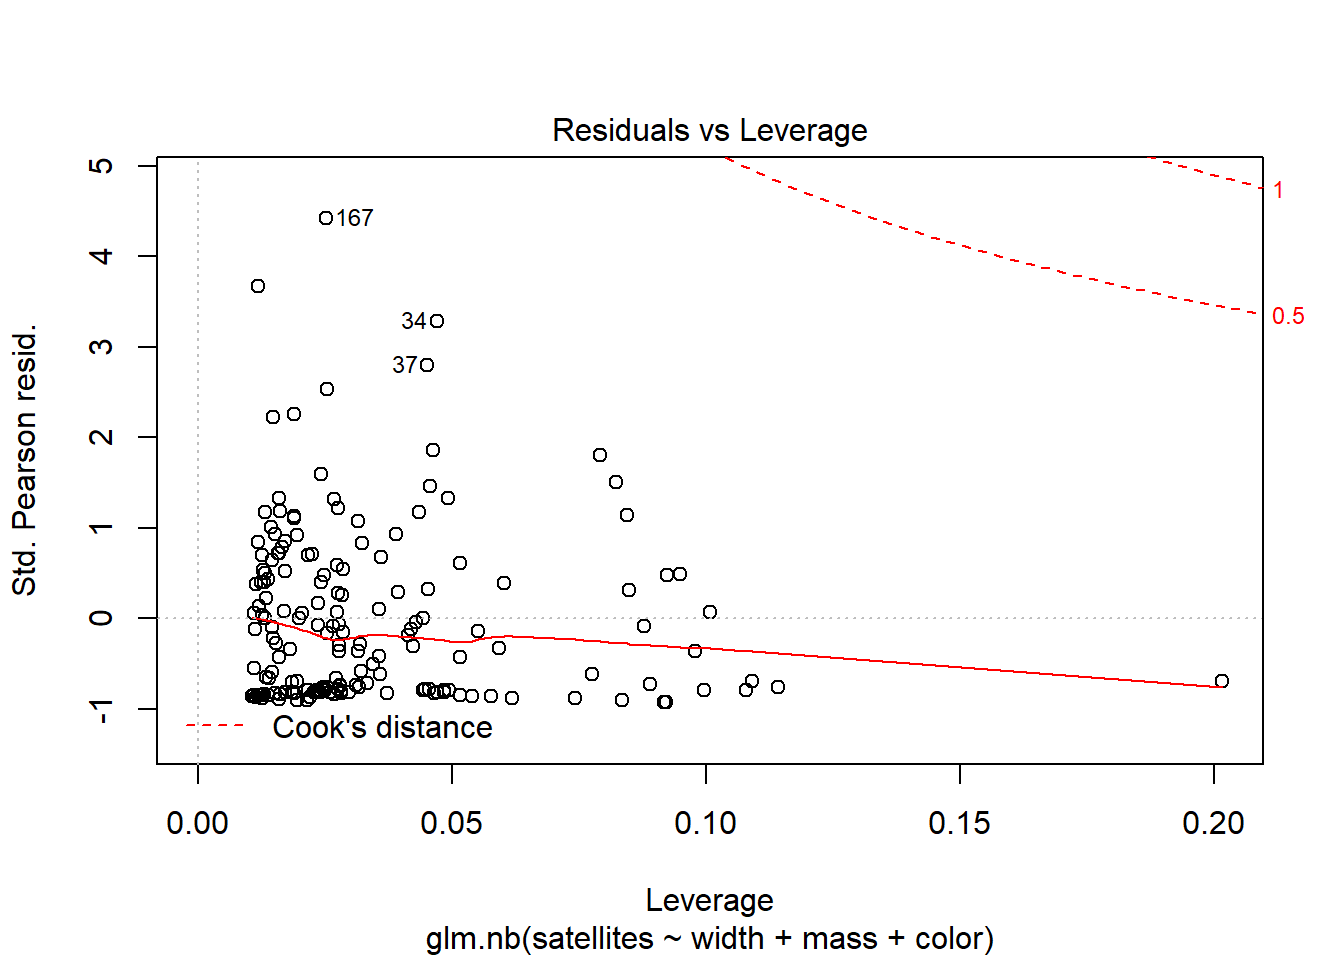 Residuals vs Leverage
Std. Pearson resid.
5
4
3
2
1
0
-1
167
34
37
1
0.5
Cook's distance
0.00 0.05 0.10 0.15 0.20
Leverage
glm.nb(satellites ~ width + mass + color)